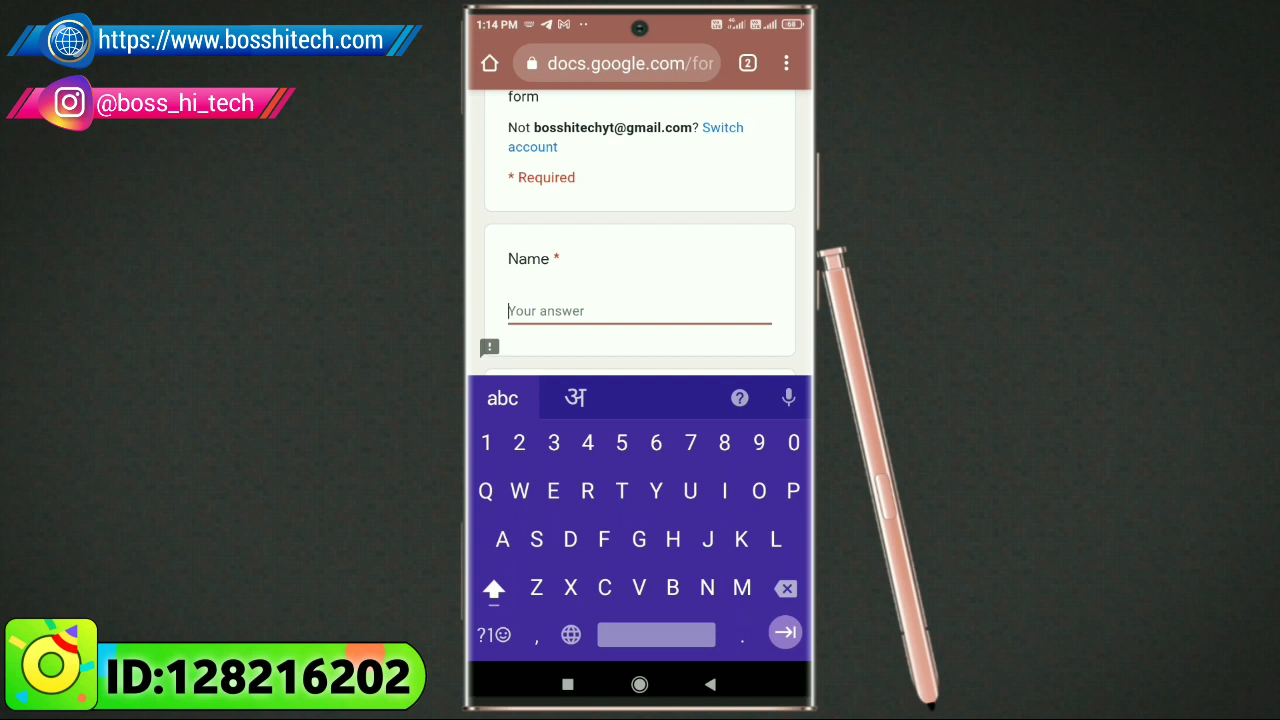 https://www.bosshitech.com
@boss_hi_tech
1:14 PM
68
docs.google.com/for
2
form
Not bosshitechyt@gmail.com? Switch
account
* Required
Name *
Your answer
abc अ
1 2 3 4 5 6 7 8 9 0
Q W E R T Y U I O P
A S D F G H J K L
Z X C V B N M
?1 , .
ID:128216202